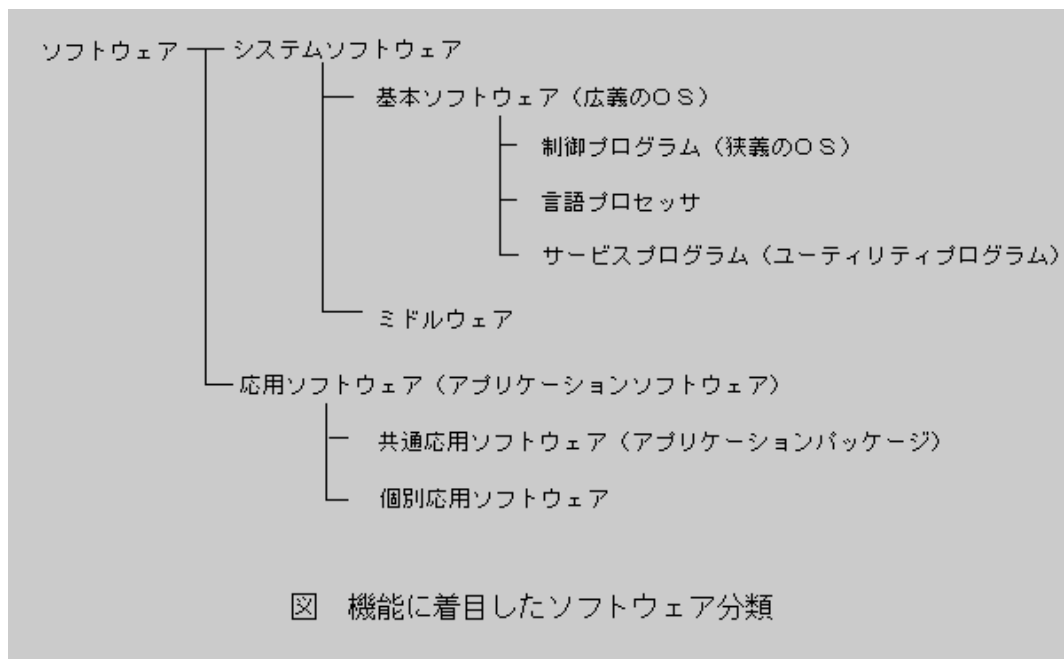 ソフトウェア
システムソフトウェア
基本ソフトウェア（広義のＯＳ）
制御プログラム（狭義のＯＳ）
言語プロセッサ
サービスプログラム（ユーティリティプログラム）
ミドルウェア
応用ソフトウェア（アプリケーションソフトウェア）
共通応用ソフトウェア（アプリケーションパッケージ）
個別応用ソフトウェア
図　機能に着目したソフトウェア分類